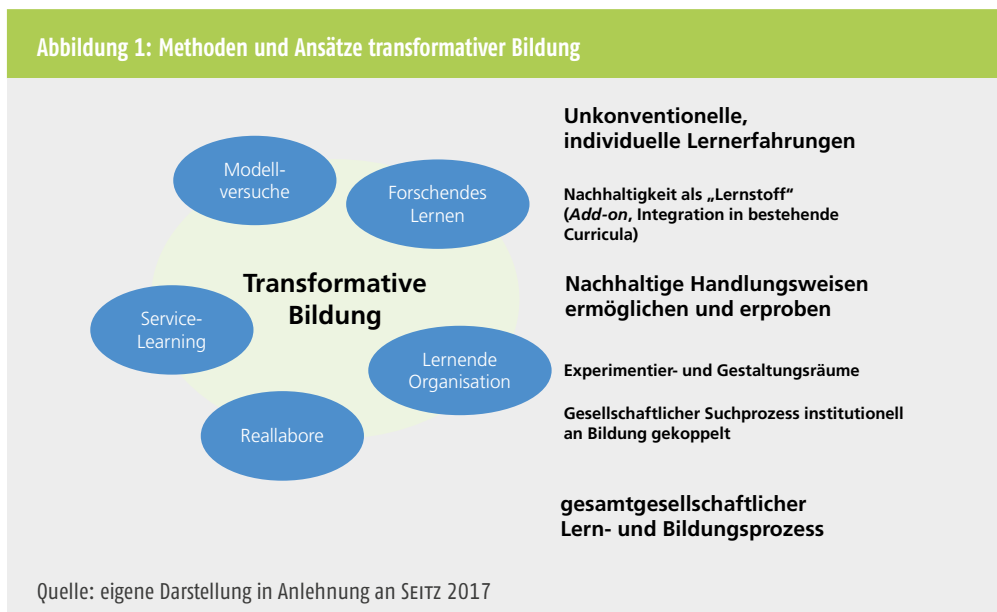 Abbildung 1: Methoden und Ansätze transformativer Bildung
Modell-
versuche
Forschendes
Lernen
Transformative
Bildung
Service-
Learning
Lernende
Organisation
Reallabore
Unkonventionelle,
individuelle Lernerfahrungen
Nachhaltigkeit als „Lernstoff“
(Add-on, Integration in bestehende
Curricula)
Nachhaltige Handlungsweisen
ermöglichen und erproben
Experimentier- und Gestaltungsräume
Gesellschaftlicher Suchprozess institutionell
an Bildung gekoppelt
gesamtgesellschaftlicher
Lern- und Bildungsprozess
Quelle: eigene Darstellung in Anlehnung an SEITZ 2017